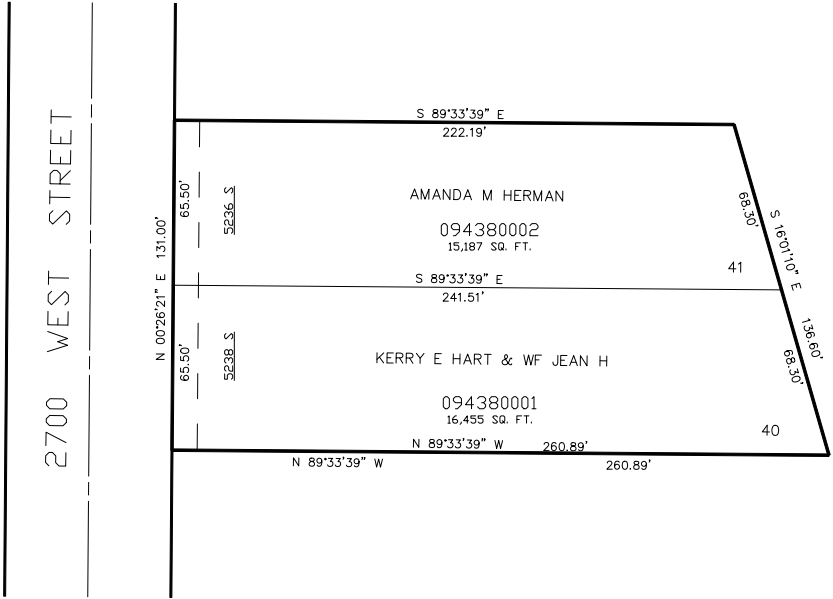 S 89°33'39" E
222.19'
2700 WEST STREET
N 00°26'21" E 131.00'
65.50'
5236 S
AMANDA M HERMAN
094380002
15,187 SQ. FT.
68.30'
S 16°01'10" E
136.60'
41
S 89°33'39" E
241.51'
65.50'
5238 S
KERRY E HART & WF JEAN H
094380001
16,455 SQ. FT.
68.30'
40
N 89°33'39" W 260.89'
N 89°33'39" W 260.89'